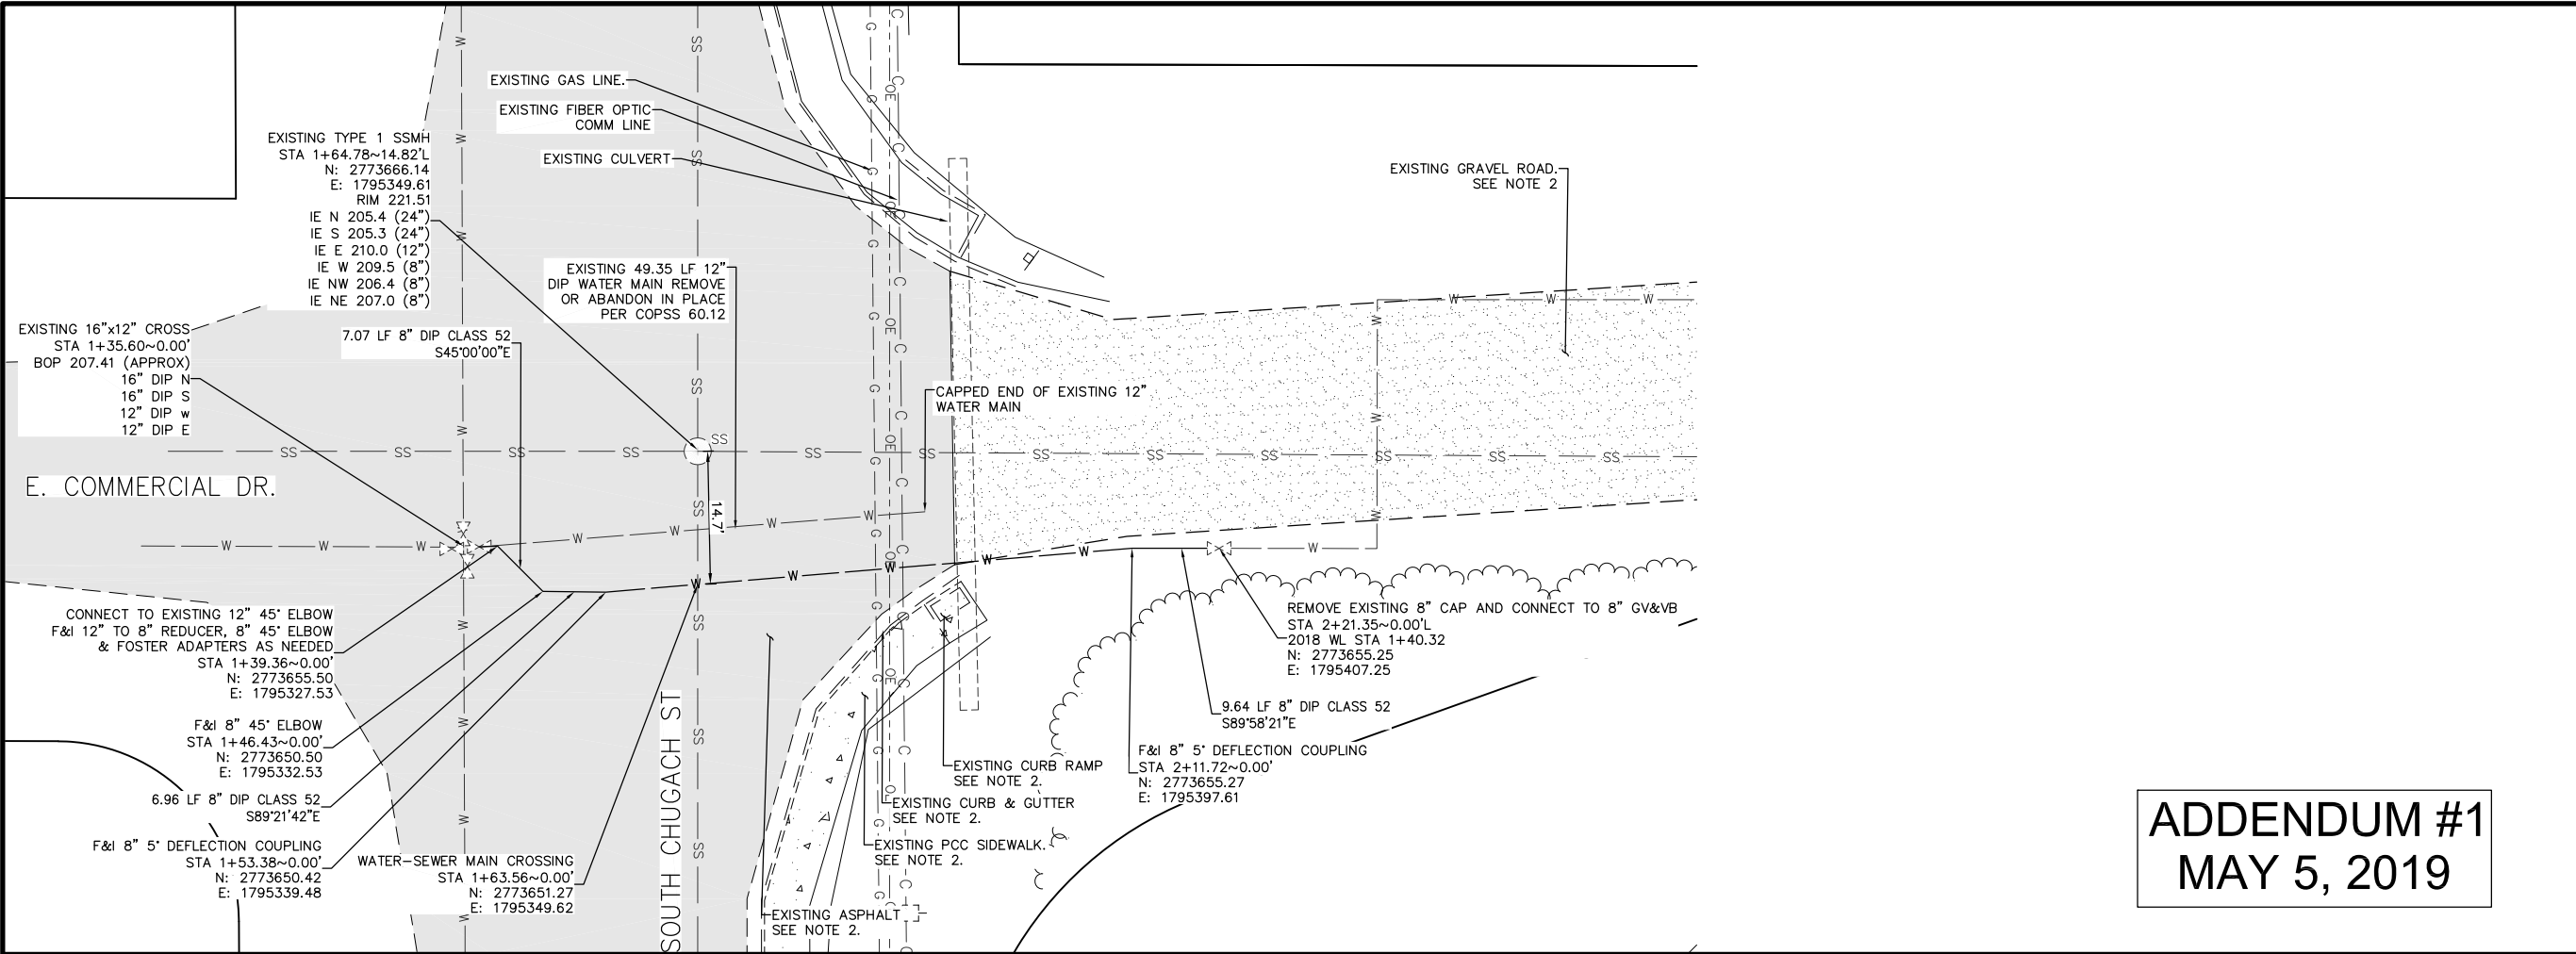 EXISTING GAS LINE.
EXISTING FIBER OPTIC
COMM LINE
EXISTING CULVERT
EXISTING TYPE 1 SSMH
STA 1+64.78~14.82'L
N: 2773666.14
E: 1795349.61
RIM 221.51
IE N 205.4 (24")
IE S 205.3 (24")
IE E 210.0 (12")
IE W 209.5 (8")
IE NW 206.4 (8")
IE NE 207.0 (8")
EXISTING GRAVEL ROAD.
SEE NOTE 2
EXISTING 49.35 LF 12"
DIP WATER MAIN REMOVE
OR ABANDON IN PLACE
PER COPSS 60.12
EXISTING 16"x12" CROSS
STA 1+35.60~0.00'
BOP 207.41 (APPROX)
16" DIP N
16" DIP S
12" DIP w
12" DIP E
7.07 LF 8" DIP CLASS 52
S45°00'00"E
CAPPED END OF EXISTING 12"
WATER MAIN
E. COMMERCIAL DR.
14.7'
CONNECT TO EXISTING 12" 45° ELBOW
F&I 12" TO 8" REDUCER, 8" 45° ELBOW
& FOSTER ADAPTERS AS NEEDED
STA 1+39.36~0.00'
N: 2773655.50
E: 1795327.53
F&I 8" 45° ELBOW
STA 1+46.43~0.00'
N: 2773650.50
E: 1795332.53
6.96 LF 8" DIP CLASS 52
S89°21'42"E
F&I 8" 5° DEFLECTION COUPLING
STA 1+53.38~0.00'
N: 2773650.42
E: 1795339.48
WATER-SEWER MAIN CROSSING
STA 1+63.56~0.00'
N: 2773651.27
E: 1795349.62
SOUTH CHUGACH ST
REMOVE EXISTING 8" CAP AND CONNECT TO 8" GV&VB
STA 2+21.35~0.00'L
2018 WL STA 1+40.32
N: 2773655.25
E: 1795407.25
9.64 LF 8" DIP CLASS 52
S89°58'21"E
F&I 8" 5° DEFLECTION COUPLING
STA 2+11.72~0.00'
N: 2773655.27
E: 1795397.61
EXISTING CURB RAMP
SEE NOTE 2.
EXISTING CURB & GUTTER
SEE NOTE 2.
EXISTING PCC SIDEWALK.
SEE NOTE 2.
EXISTING ASPHALT
SEE NOTE 2.
ADDENDUM #1
MAY 5, 2019